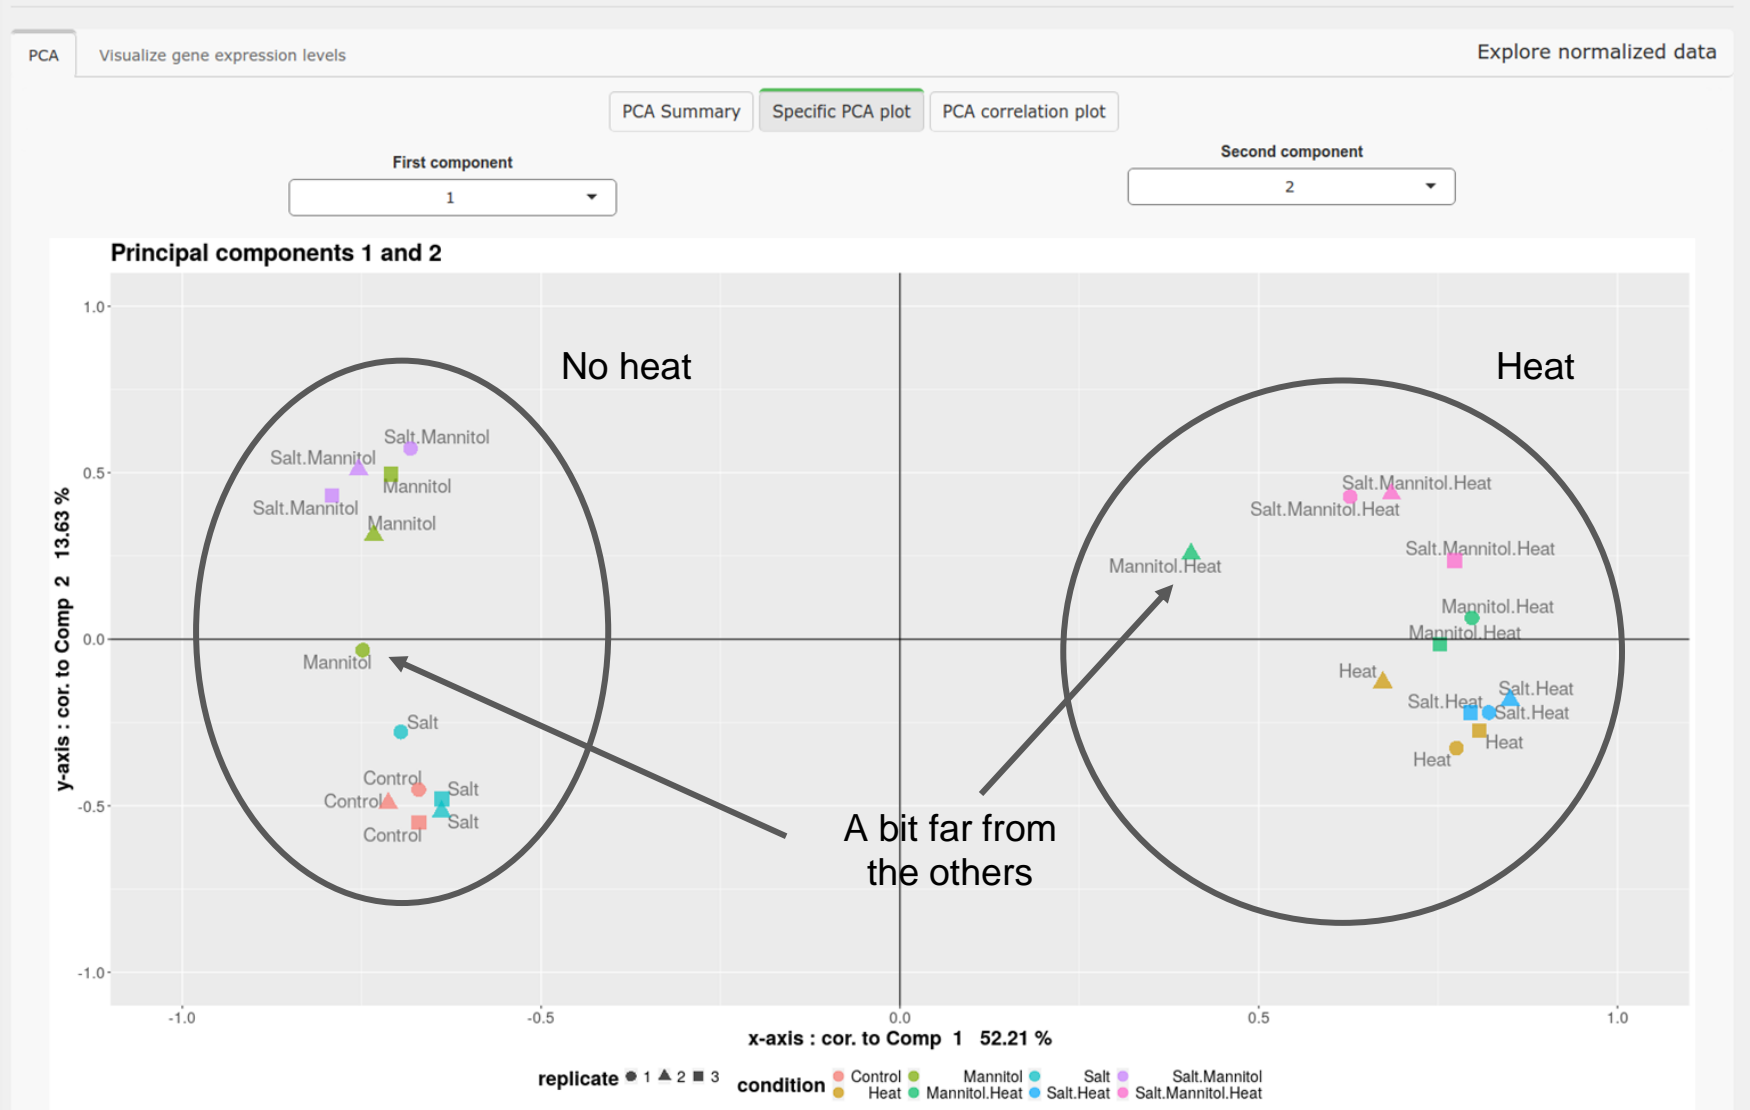 PCA
Visualize gene expression levels
Explore normalized data
PCA Summary
Specific PCA plot
PCA correlation plot
First component
1
Second component
2
Principal components 1 and 2
No heat
Heat
Salt.Mannitol
Salt.Mannitol
Mannitol
Salt.Mannitol
Mannitol
Mannitol
Salt
Control
Salt
Control
Salt
Control
Salt.Mannitol.Heat
Salt.Mannitol.Heat
Salt.Mannitol.Heat
Mannitol.Heat
Mannitol.Heat
Mannitol.Heat
Heat
Salt.Heat
Salt.Heat
Salt.Heat
Heat
Heat
A bit far from
the others
1.0
0.5
0.0
-0.5
-1.0
y-axis : cor. to Comp 2 13.63 %
-1.0
-0.5
0.0
0.5
1.0
x-axis : cor. to Comp 1 52.21 %
replicate 1 2 3
condition
Control Mannitol Salt Salt.Mannitol
Heat Mannitol.Heat Salt.Heat Salt.Mannitol.Heat